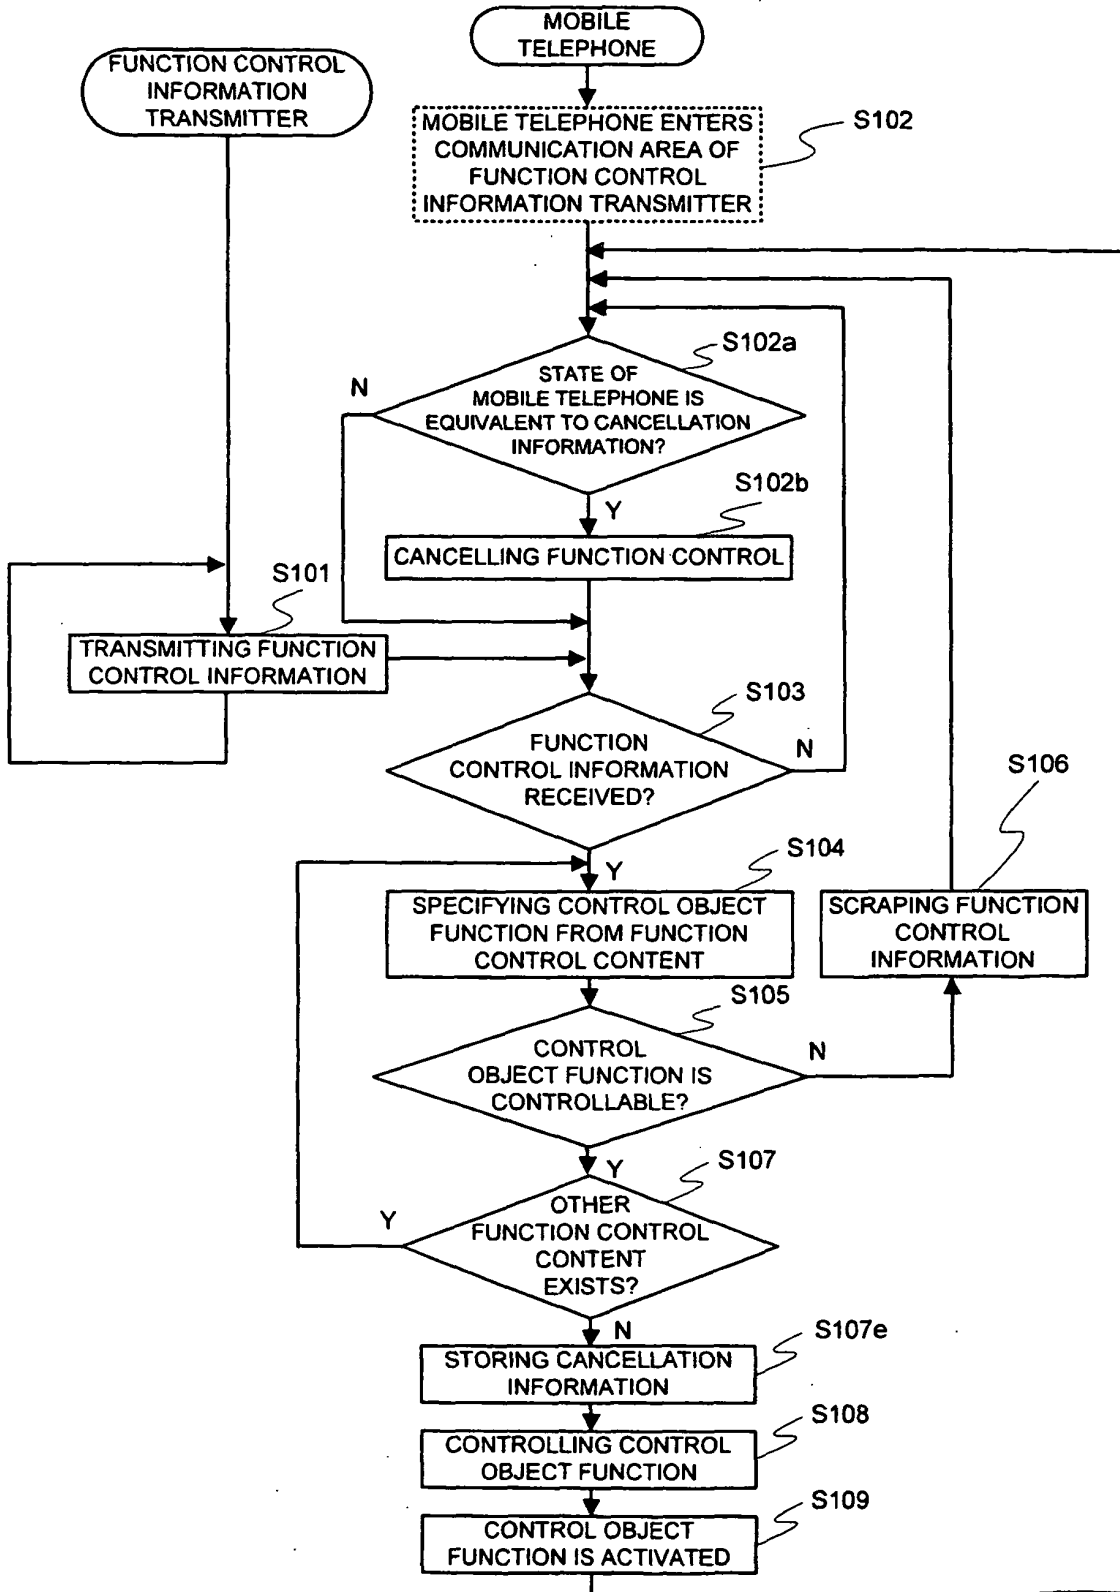 MOBILE
TELEPHONE
FUNCTION CONTROL
INFORMATION
TRANSMITTER
MOBILE TELEPHONE ENTERS
COMMUNICATION AREA OF
FUNCTION CONTROL
INFORMATION TRANSMITTER
S102
S102a
N
STATE OF
MOBILE TELEPHONE IS
EQUIVALENT TO CANCELLATION
INFORMATION?
S102b
Y
CANCELLING FUNCTION CONTROL
S101
TRANSMITTING FUNCTION
CONTROL INFORMATION
S103
FUNCTION
CONTROL INFORMATION
RECEIVED?
N
S106
Y
S104
SPECIFYING CONTROL OBJECT
FUNCTION FROM FUNCTION
CONTROL CONTENT
SCRAPING FUNCTION
CONTROL
INFORMATION
S105
CONTROL
OBJECT FUNCTION IS
CONTROLLABLE?
N
Y
S107
OTHER
FUNCTION CONTROL
CONTENT
EXISTS?
Y
N
S107e
STORING CANCELLATION
INFORMATION
S108
CONTROLLING CONTROL
OBJECT FUNCTION
S109
CONTROL OBJECT
FUNCTION IS ACTIVATED